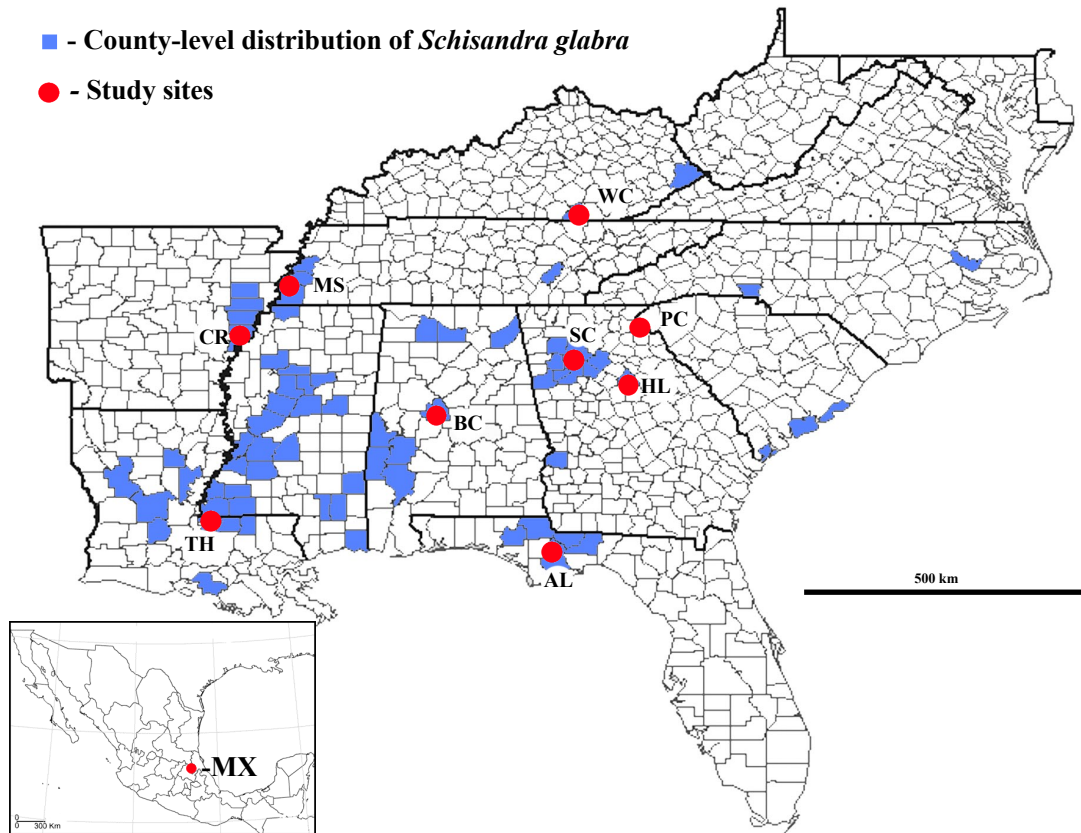 - County-level distribution of Schisandra glabra
- Study sites
WC
MS
CR
SC
PC
HL
BC
TH
AL
500 km
-MX
0
0
300 Km